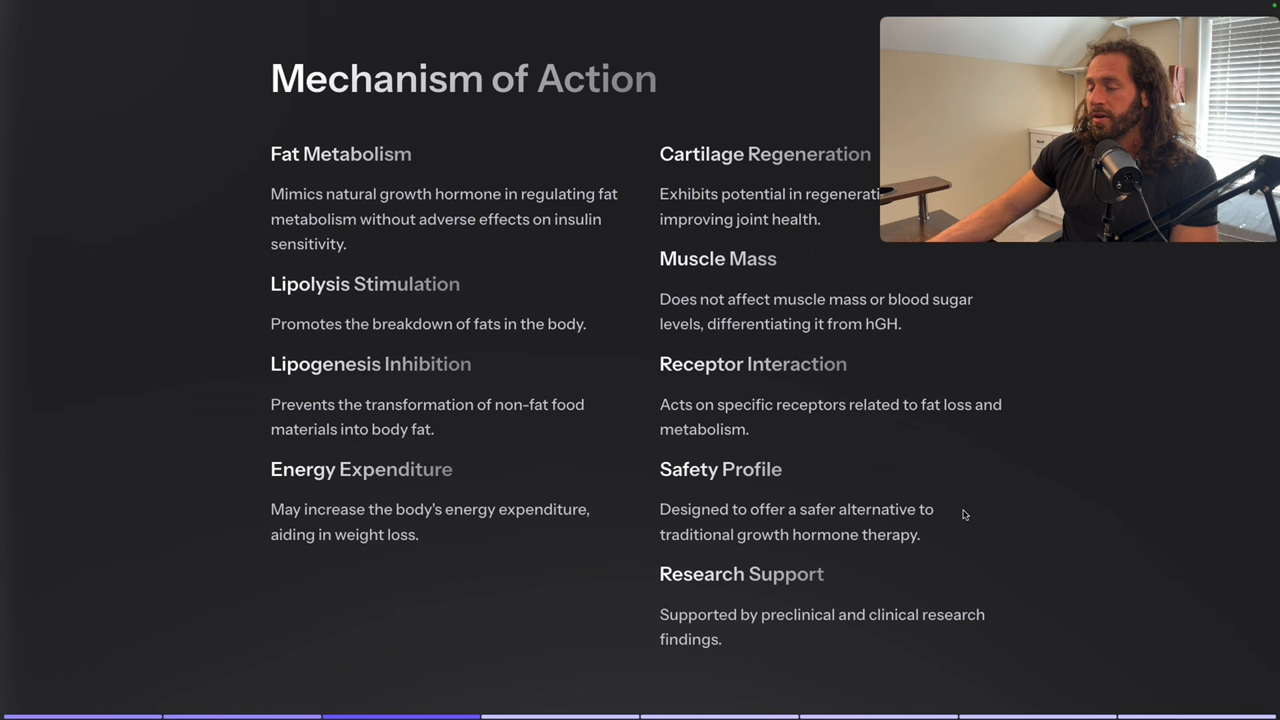 Mechanism of Action
Fat Metabolism
Mimics natural growth hormone in regulating fat
metabolism without adverse effects on insulin
sensitivity.
Lipolysis Stimulation
Promotes the breakdown of fats in the body.
Lipogenesis Inhibition
Prevents the transformation of non-fat food
materials into body fat.
Energy Expenditure
May increase the body's energy expenditure,
aiding in weight loss.
Cartilage Regeneration
Exhibits potential in
improving joint health.
Muscle Mass
Does not affect muscle mass or blood sugar
levels, differentiating it from hGH.
Receptor Interaction
Acts on specific receptors related to fat loss and
metabolism.
Safety Profile
Designed to offer a safer alternative to
traditional growth hormone therapy.
Research Support
Supported by preclinical and clinical research
findings.